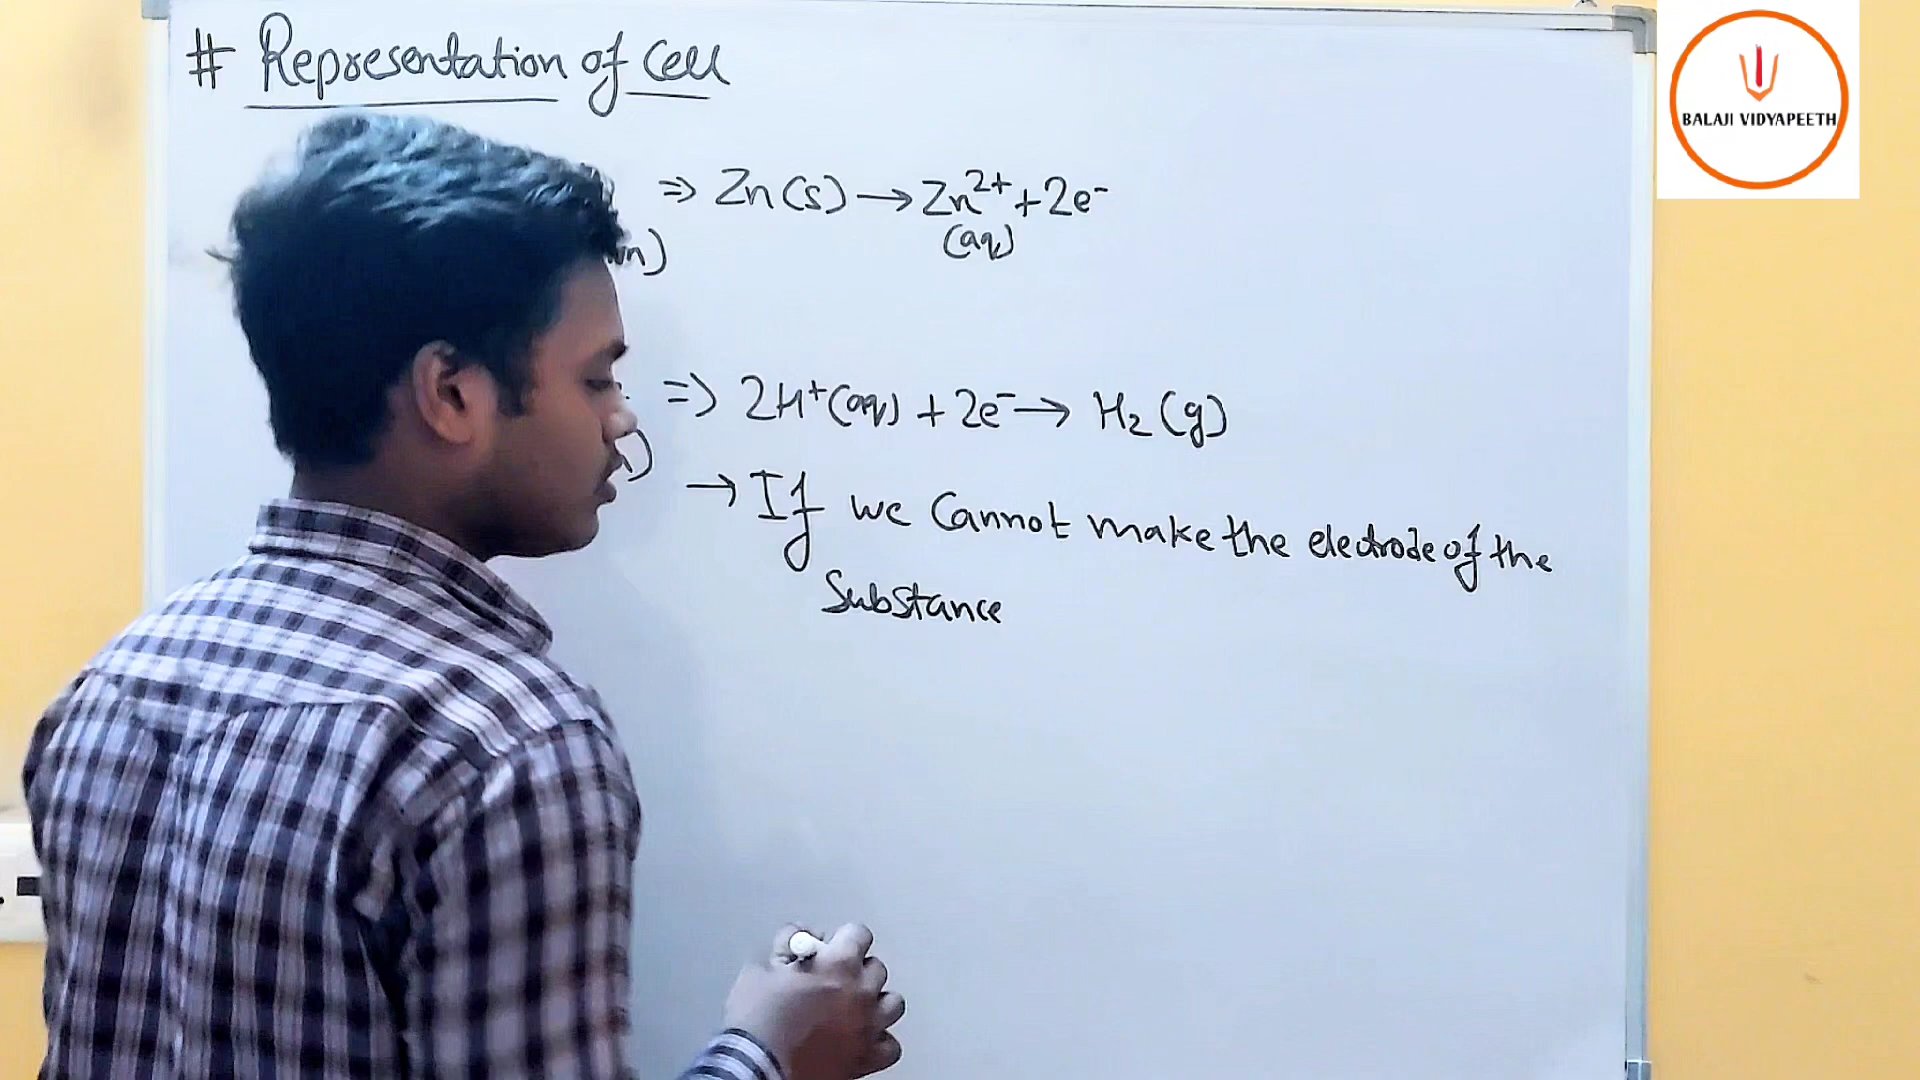 # Representation of Cell
⇒ Zn(s) → Zn²⁺ + 2e⁻
(aq)
⇒ 2H⁺(aq) + 2e⁻ → H₂(g)
→ If we Cannot make the electrode of the
Substance
BALAJI VIDYAPEETH